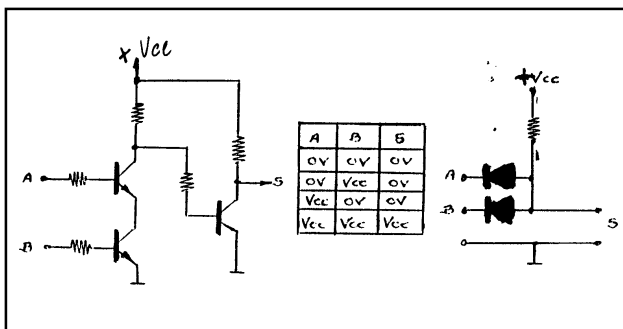 x Vcc
+Vcc
A
B
S
A B S
0V 0V 0V
0V Vcc 0V
Vcc 0V 0V
Vcc Vcc Vcc
A
B
S